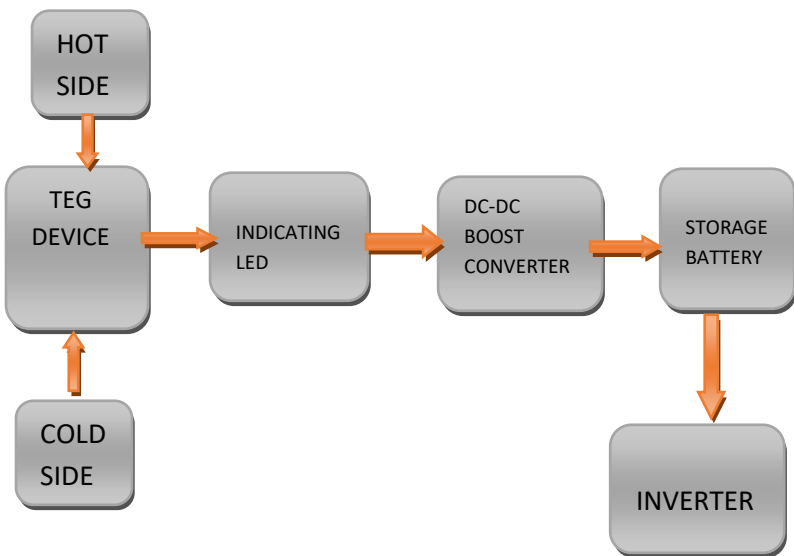 HOT
SIDE
TEG
DEVICE
INDICATING
LED
DC-DC
BOOST
CONVERTER
STORAGE
BATTERY
COLD
SIDE
INVERTER